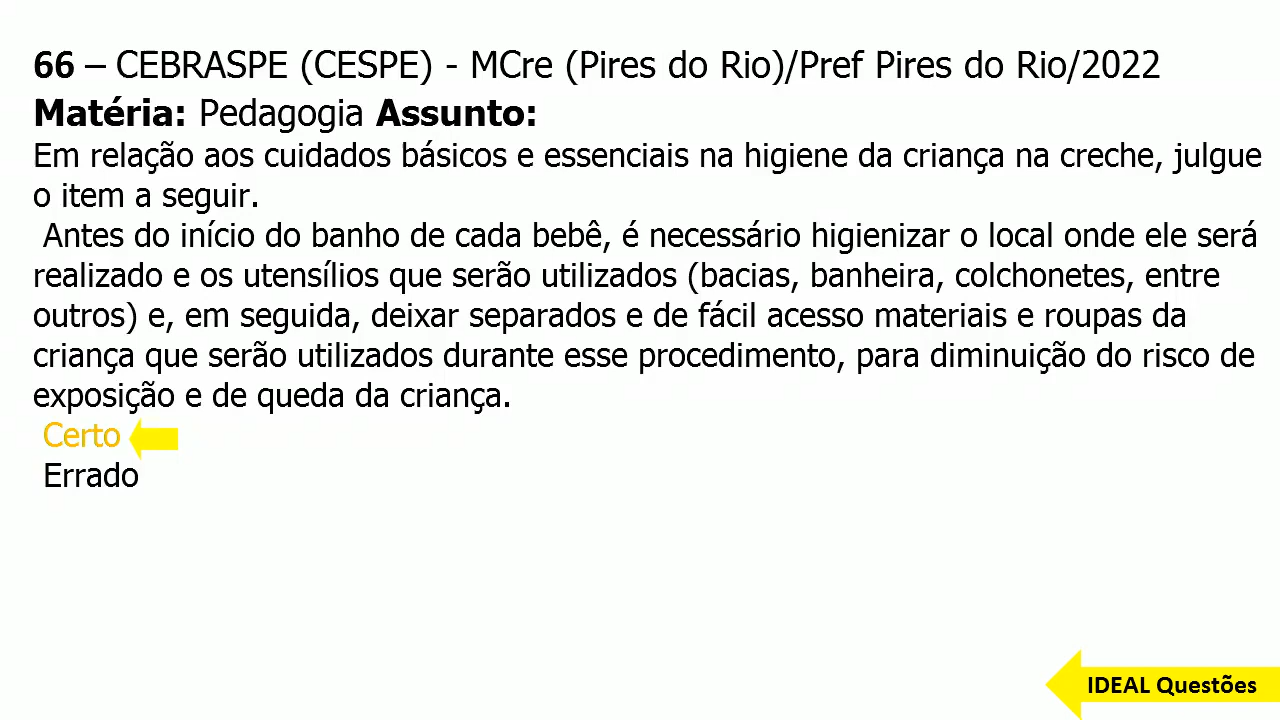 66 – CEBRASPE (CESPE) - MCre (Pires do Rio)/Pref Pires do Rio/2022
Matéria: Pedagogia Assunto:
Em relação aos cuidados básicos e essenciais na higiene da criança na creche, julgue
o item a seguir.
Antes do início do banho de cada bebê, é necessário higienizar o local onde ele será
realizado e os utensílios que serão utilizados (bacias, banheira, colchonetes, entre
outros) e, em seguida, deixar separados e de fácil acesso materiais e roupas da
criança que serão utilizados durante esse procedimento, para diminuição do risco de
exposição e de queda da criança.
Certo
Errado
IDEAL Questões